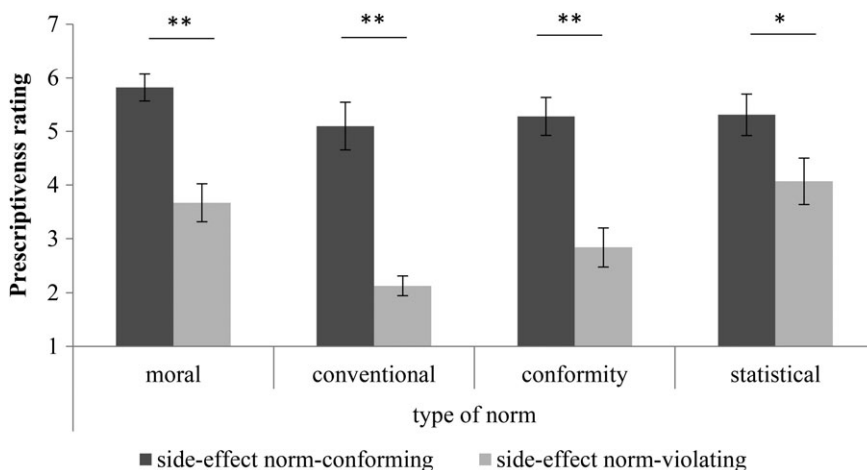 7
**
**
**
*
6
5
4
3
2
1
Prescriptivenss rating
moral
conventional
conformity
statistical
type of norm
side-effect norm-conforming
side-effect norm-violating